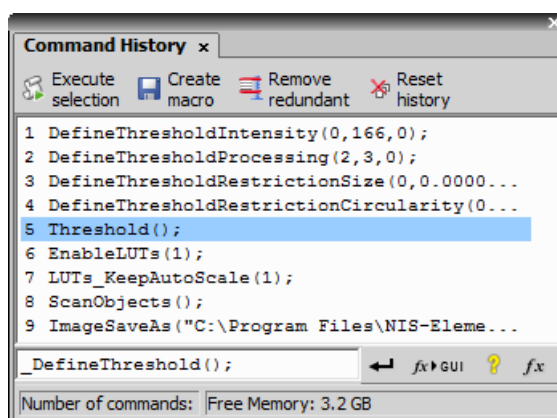 Command History x
Execute selection Create macro Remove redundant Reset history
1 DefineThresholdIntensity(0,166,0);
2 DefineThresholdProcessing(2,3,0);
3 DefineThresholdRestrictionSize(0,0.0000...
4 DefineThresholdRestrictionCircularity(0...
5 Threshold();
6 EnableLUTs(1);
7 LUTs_KeepAutoScale(1);
8 ScanObjects();
9 ImageSaveAs("C:\Program Files\NIS-Eleme...
_DefineThreshold(); fx GUI ? fx
Number of commands: Free Memory: 3.2 GB